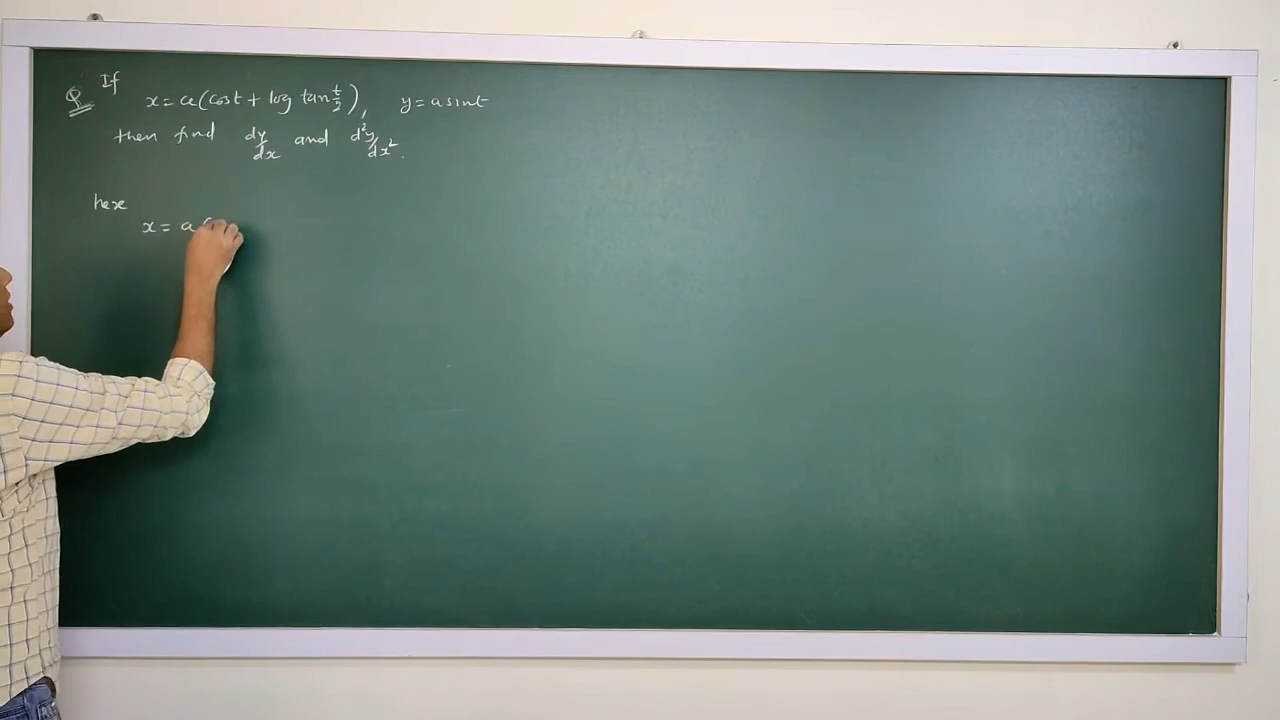 Q. If
x = a(cost + log tan t/2), y = a sint
then find dy/dx and d²y/dx².
here
x = a (